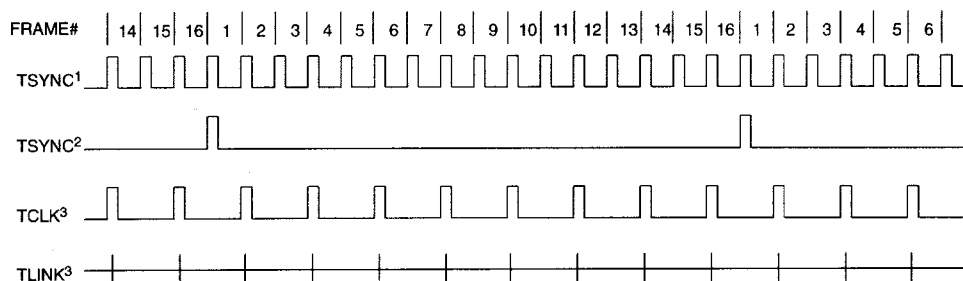 FRAME# 14 15 16 1 2 3 4 5 6 7 8 9 10 11 12 13 14 15 16 1 2 3 4 5 6
TSYNC¹
TSYNC²
TCLK³
TLINK³